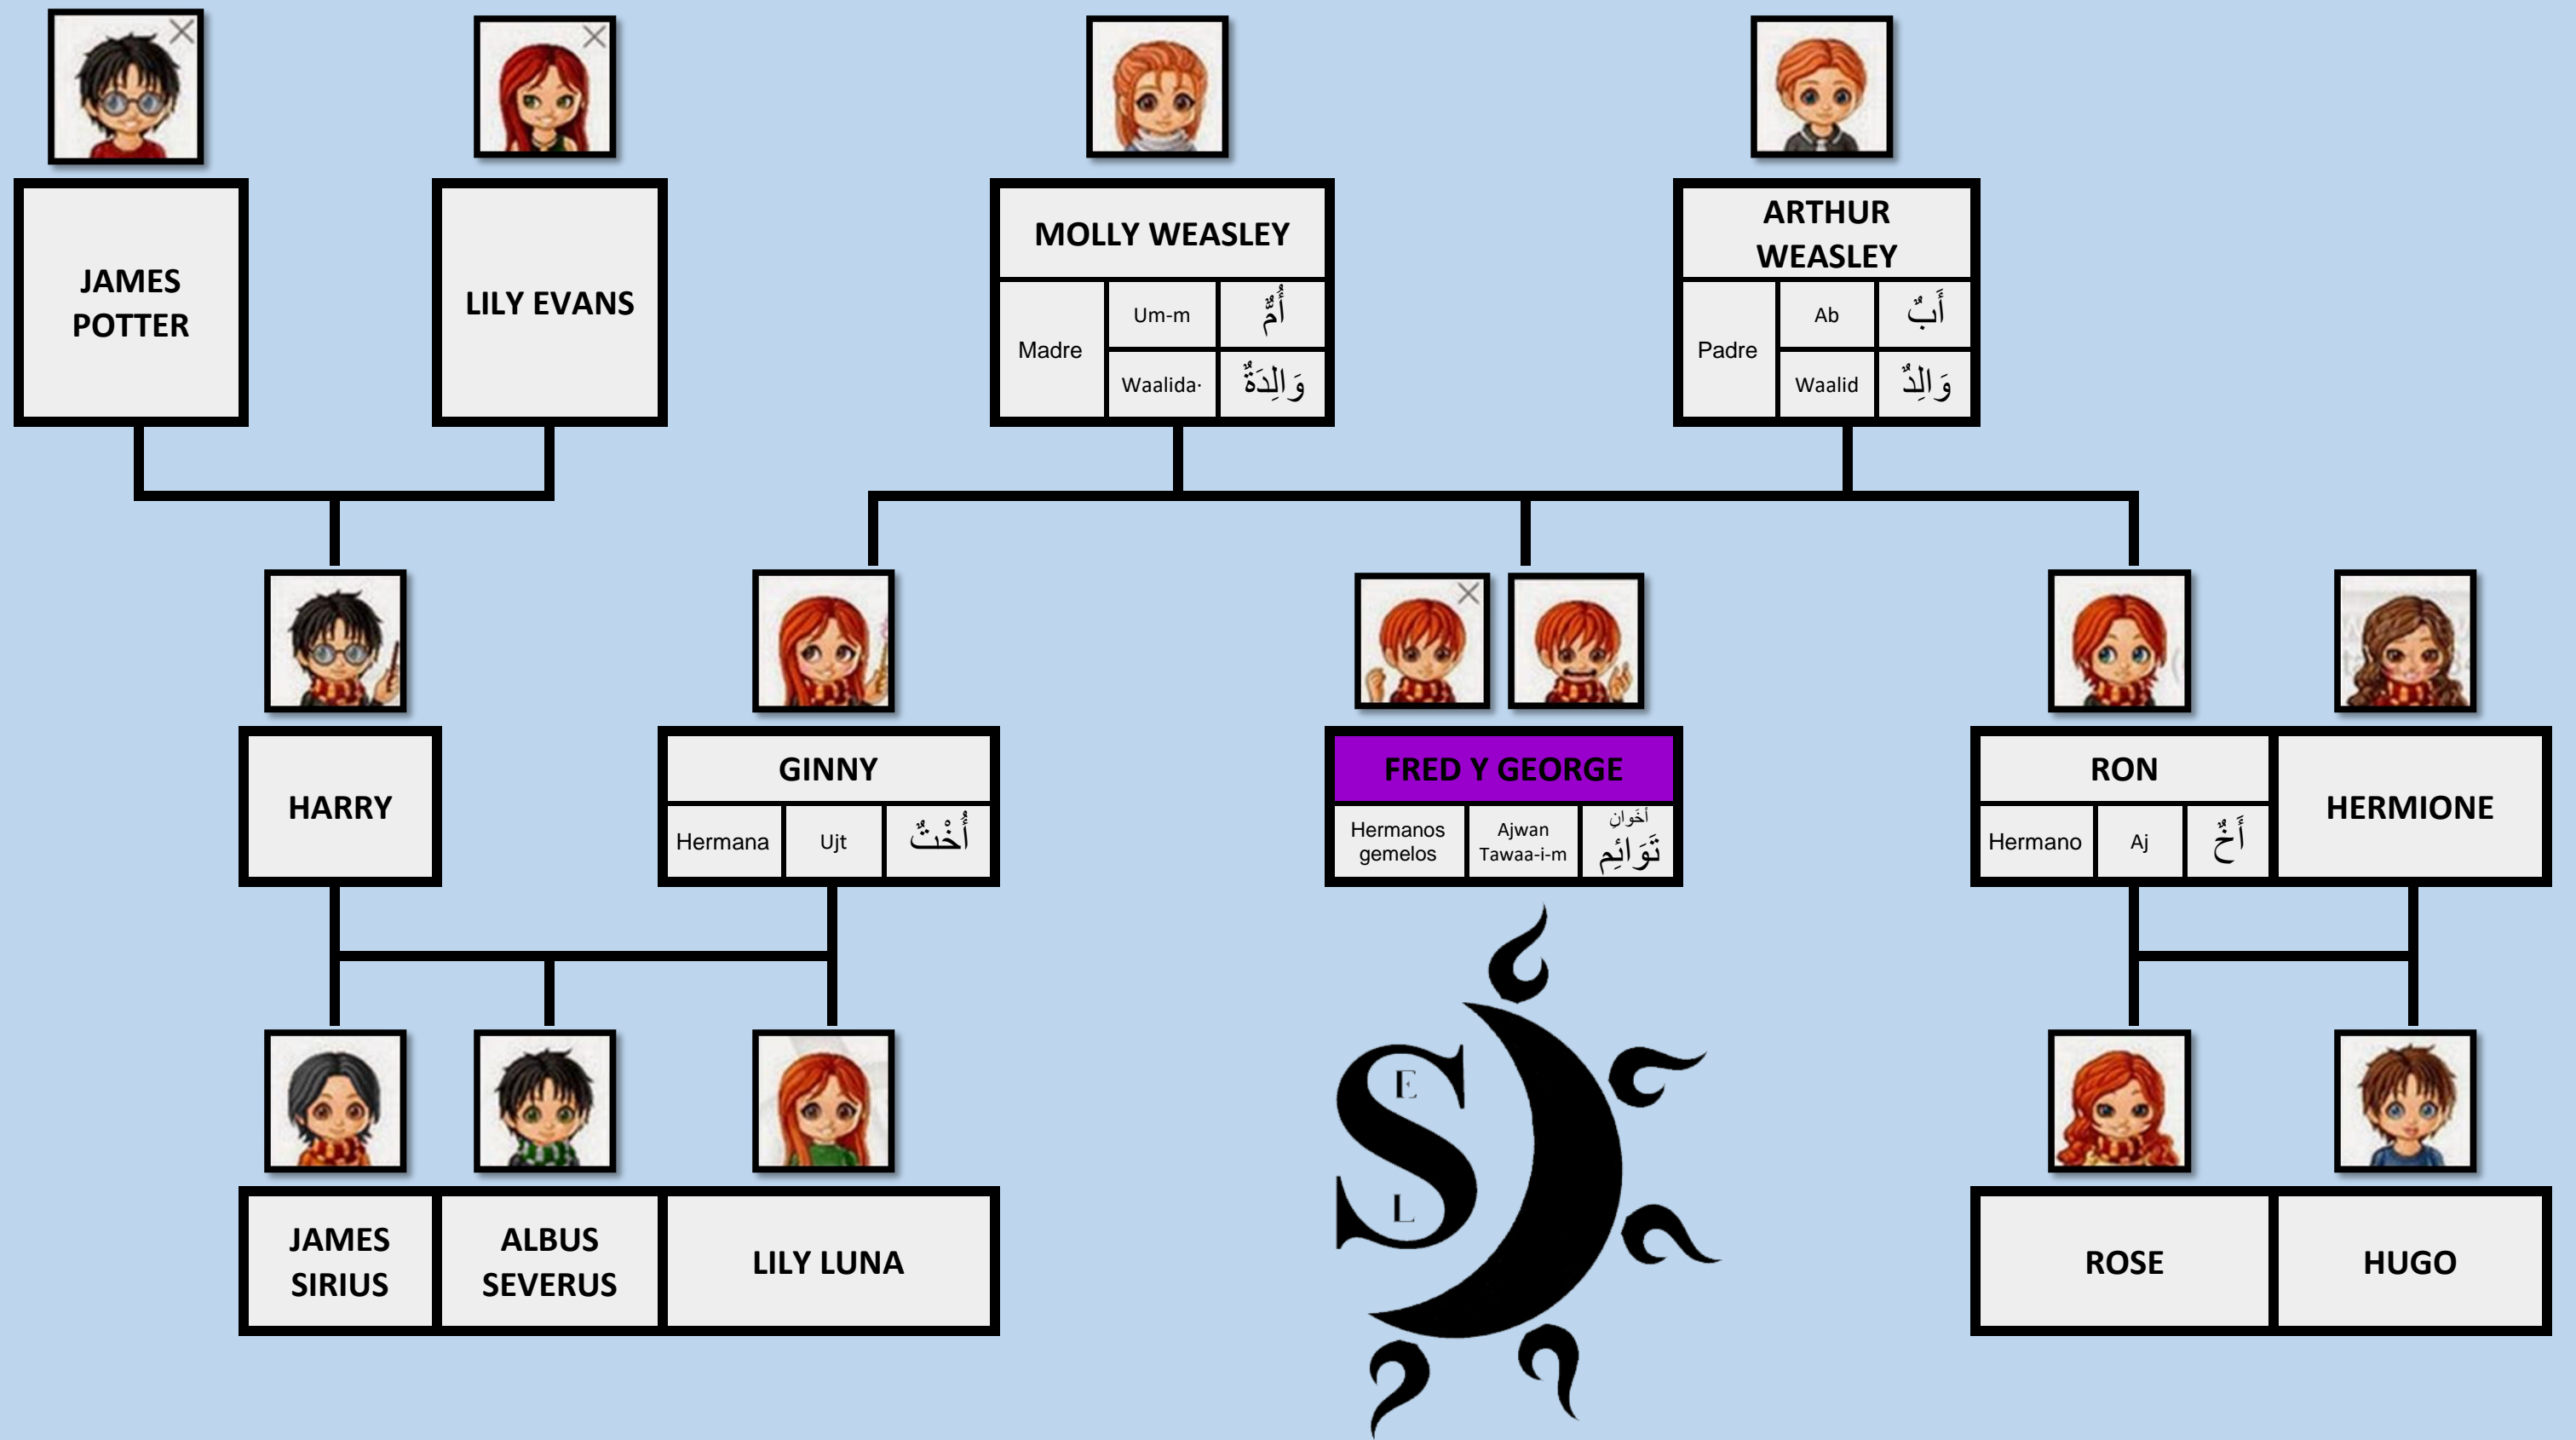 JAMES
POTTER
LILY EVANS
MOLLY WEASLEY
Madre
Um-m
أُمٌّ
Waalida·
وَالِدَةٌ
ARTHUR
WEASLEY
Padre
Ab
أَبٌ
Waalid
وَالِدٌ
HARRY
GINNY
Hermana
Ujt
أُخْتٌ
FRED Y GEORGE
Hermanos
gemelos
Ajwan
Tawaa-i-m
أخَوانِ
تَوَائِم
RON
Hermano
Aj
أَخٌ
HERMIONE
JAMES
SIRIUS
ALBUS
SEVERUS
LILY LUNA
ROSE
HUGO
E
S
L